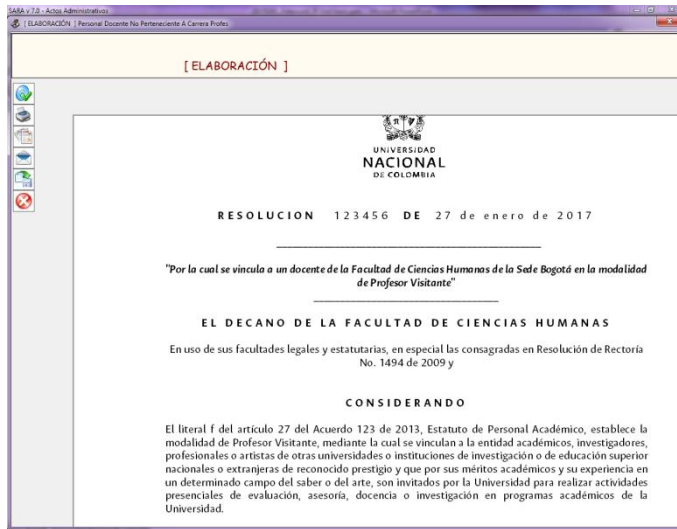 SARA v 7.0 - Actos Administrativos
[ ELABORACIÓN ] Personal Docente No Perteneciente A Carrera Profes
[ ELABORACIÓN ]
UNIVERSIDAD
NACIONAL
DE COLOMBIA
RESOLUCION 123456 DE 27 de enero de 2017
"Por la cual se vincula a un docente de la Facultad de Ciencias Humanas de la Sede Bogotá en la modalidad
de Profesor Visitante"
EL DECANO DE LA FACULTAD DE CIENCIAS HUMANAS
En uso de sus facultades legales y estatutarias, en especial las consagradas en Resolución de Rectoría
No. 1494 de 2009 y
CONSIDERANDO
El literal f del artículo 27 del Acuerdo 123 de 2013, Estatuto de Personal Académico, establece la
modalidad de Profesor Visitante, mediante la cual se vinculan a la entidad académicos, investigadores,
profesionales o artistas de otras universidades o instituciones de investigación o de educación superior
nacionales o extranjeras de reconocido prestigio y que por sus méritos académicos y su experiencia en
un determinado campo del saber o del arte, son invitados por la Universidad para realizar actividades
presenciales de evaluación, asesoría, docencia o investigación en programas académicos de la
Universidad.